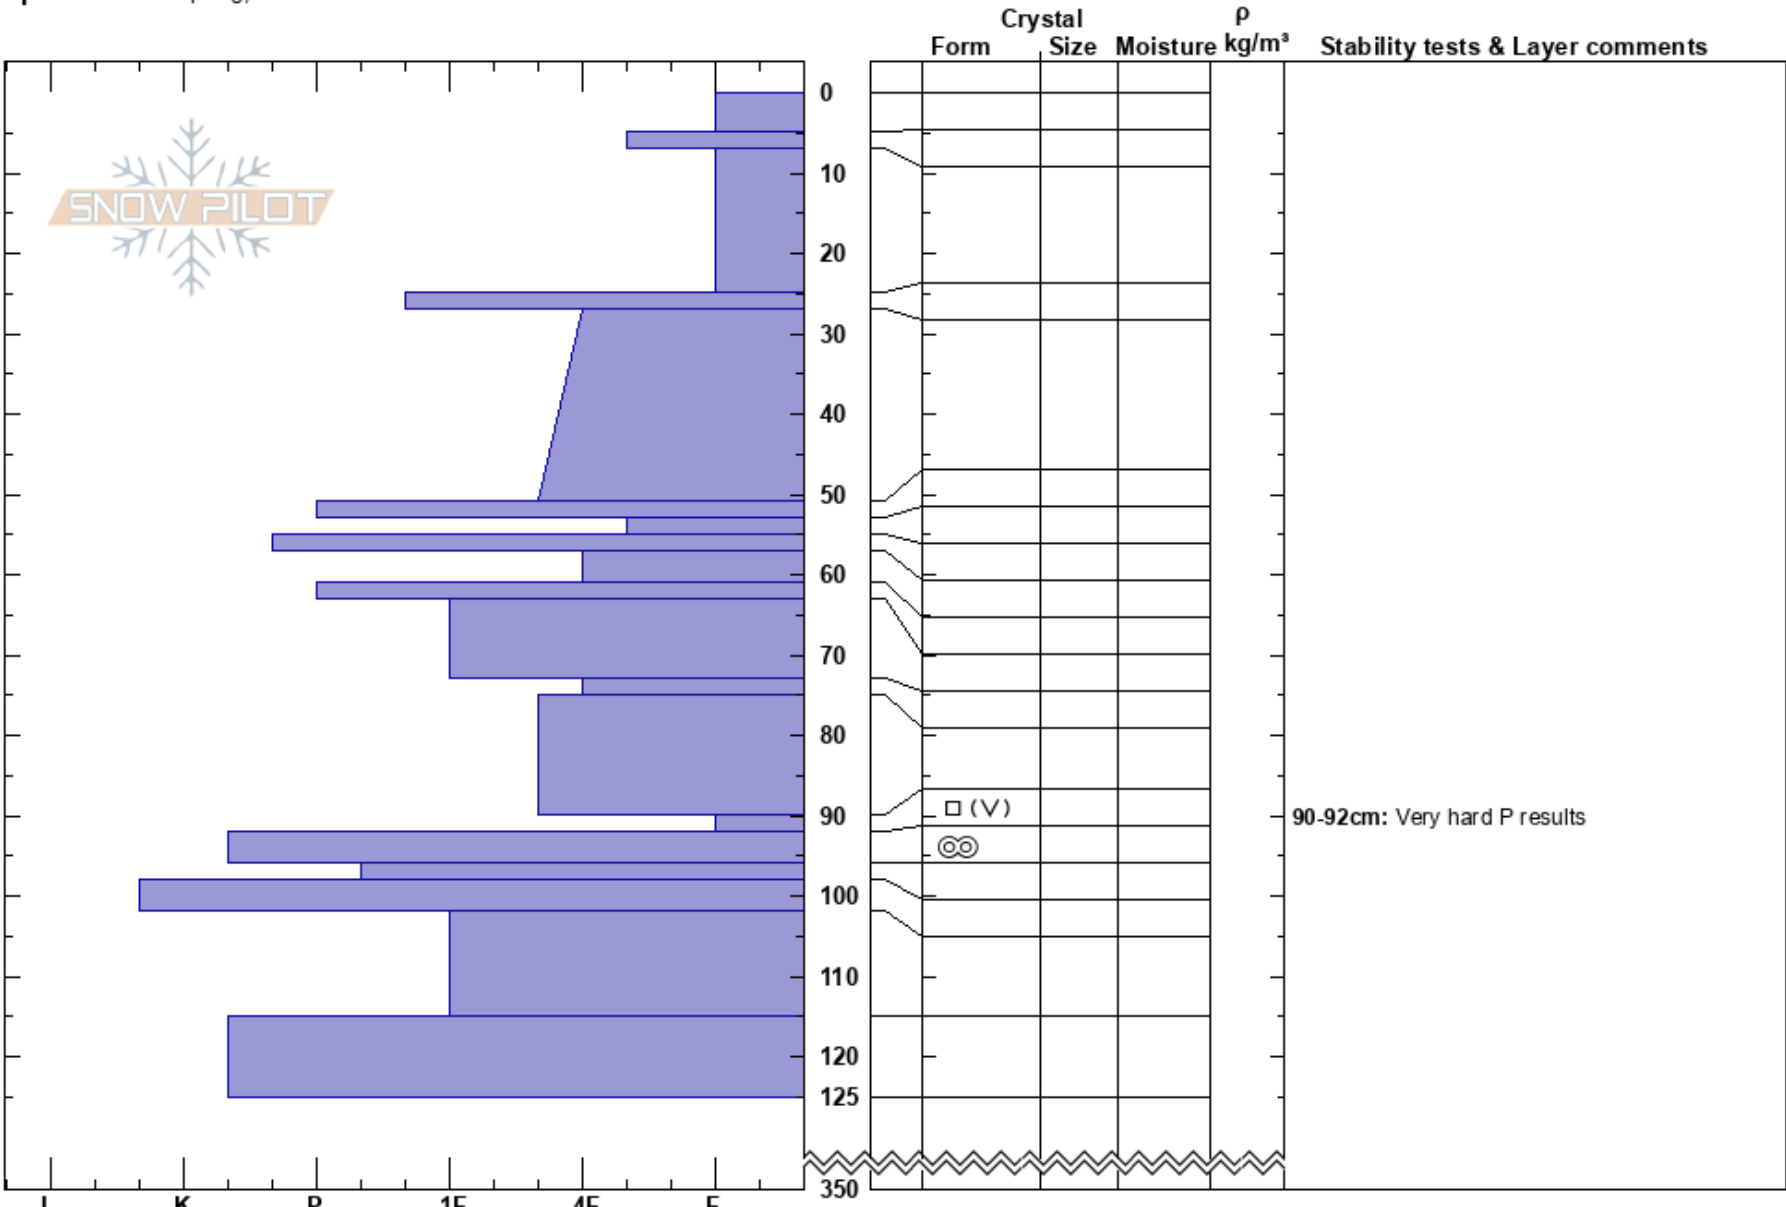 Crystal ρ
Form Size Moisture kg/m³ Stability tests & Layer comments
0
SNOW PILOT
10
20
30
40
50
60
70
80
90 90-92cm: Very hard P results
100
110
120
125
350
I K P 1F 4F F